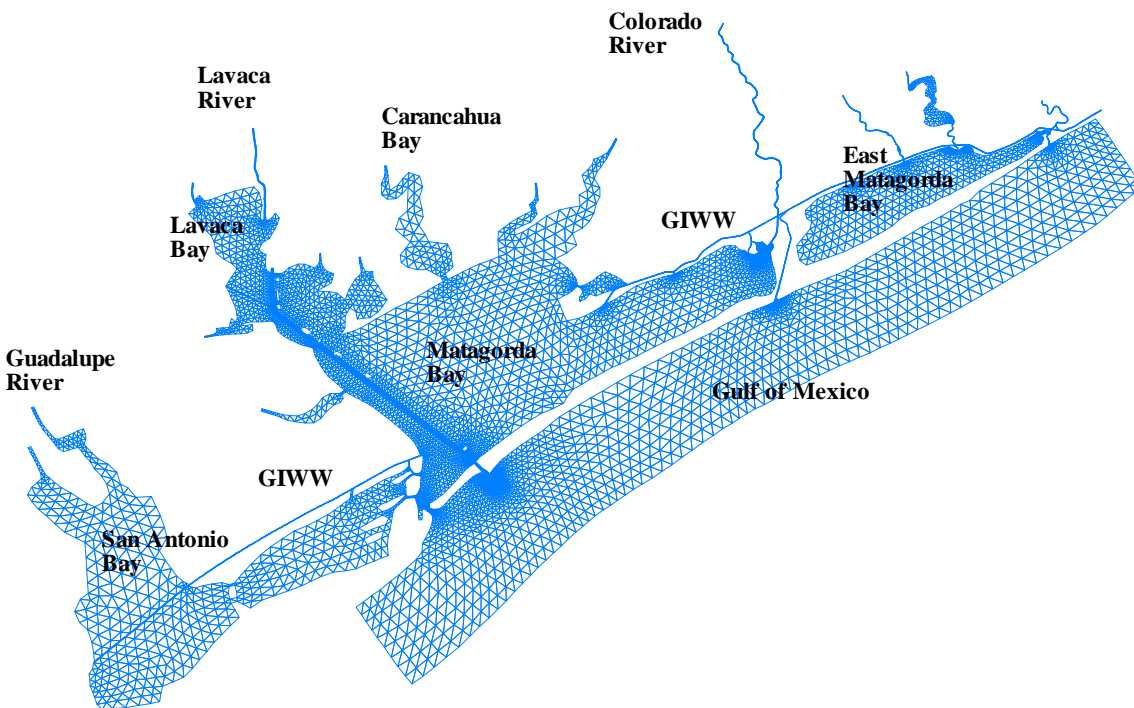 Colorado
River
Lavaca
River
Carancahua
Bay
East
Matagorda
Bay
GIWW
Lavaca
Bay
Matagorda
Bay
Guadalupe
River
Gulf of Mexico
GIWW
San Antonio
Bay